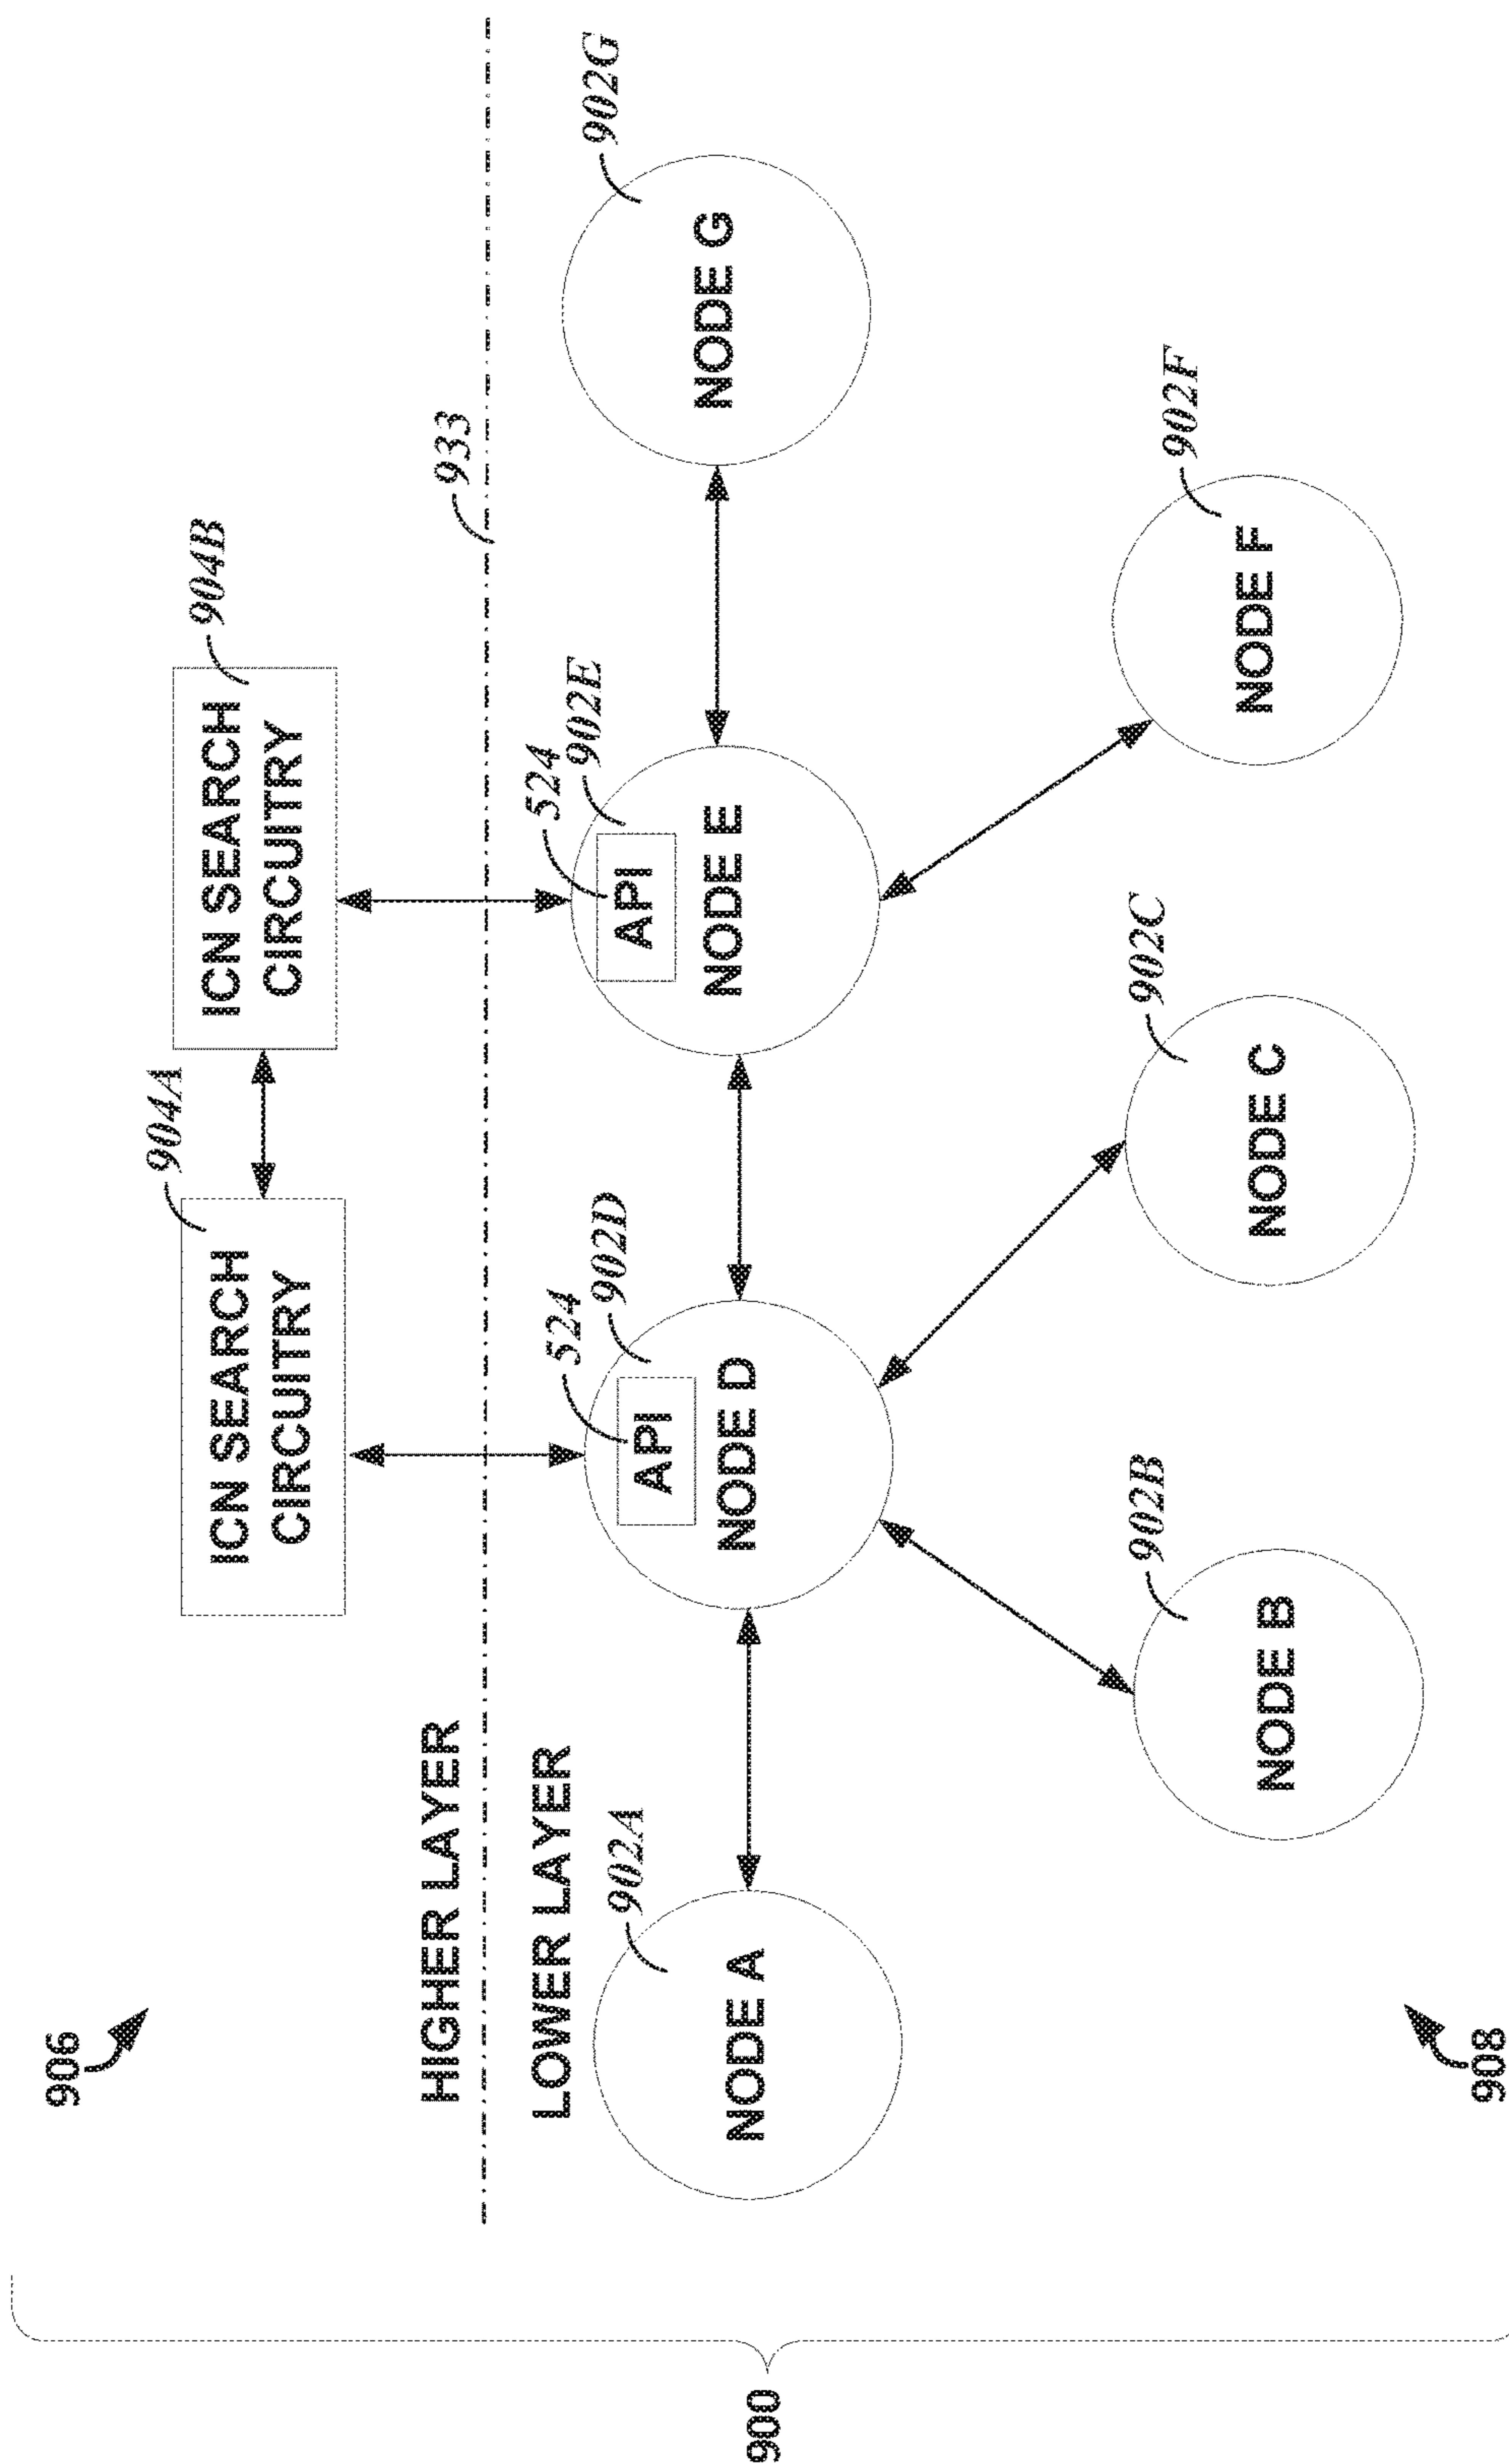 900
906
904A
904B
ICN SEARCH
CIRCUITRY
ICN SEARCH
CIRCUITRY
HIGHER LAYER
933
LOWER LAYER
902A
NODE A
524
902D
API
NODE D
524
902E
API
NODE E
902G
NODE G
902B
NODE B
902C
NODE C
902F
NODE F
908